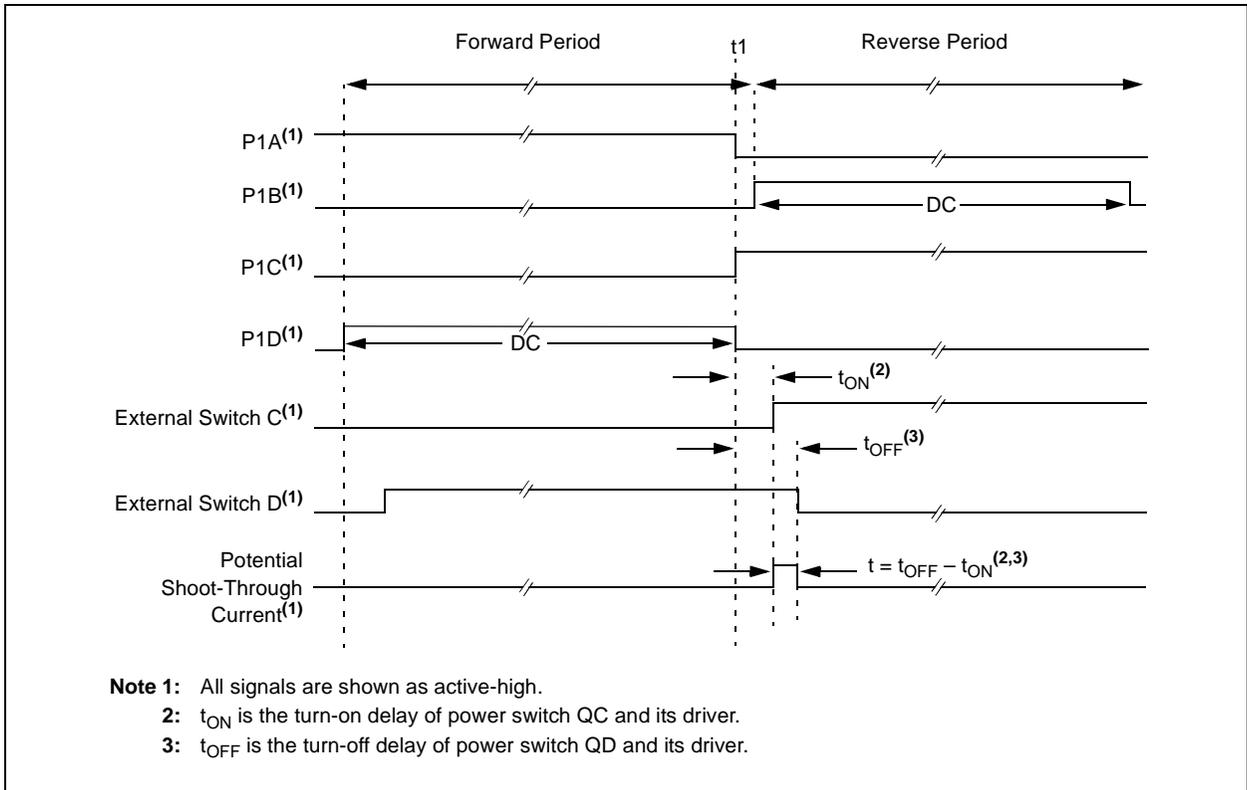 Forward Period
t1
Reverse Period
P1A(1)
P1B(1)
DC
P1C(1)
P1D(1)
DC
tON(2)
External Switch C(1)
tOFF(3)
External Switch D(1)
Potential
Shoot-Through
Current(1)
t = tOFF – tON(2,3)
Note 1: All signals are shown as active-high.
2: tON is the turn-on delay of power switch QC and its driver.
3: tOFF is the turn-off delay of power switch QD and its driver.